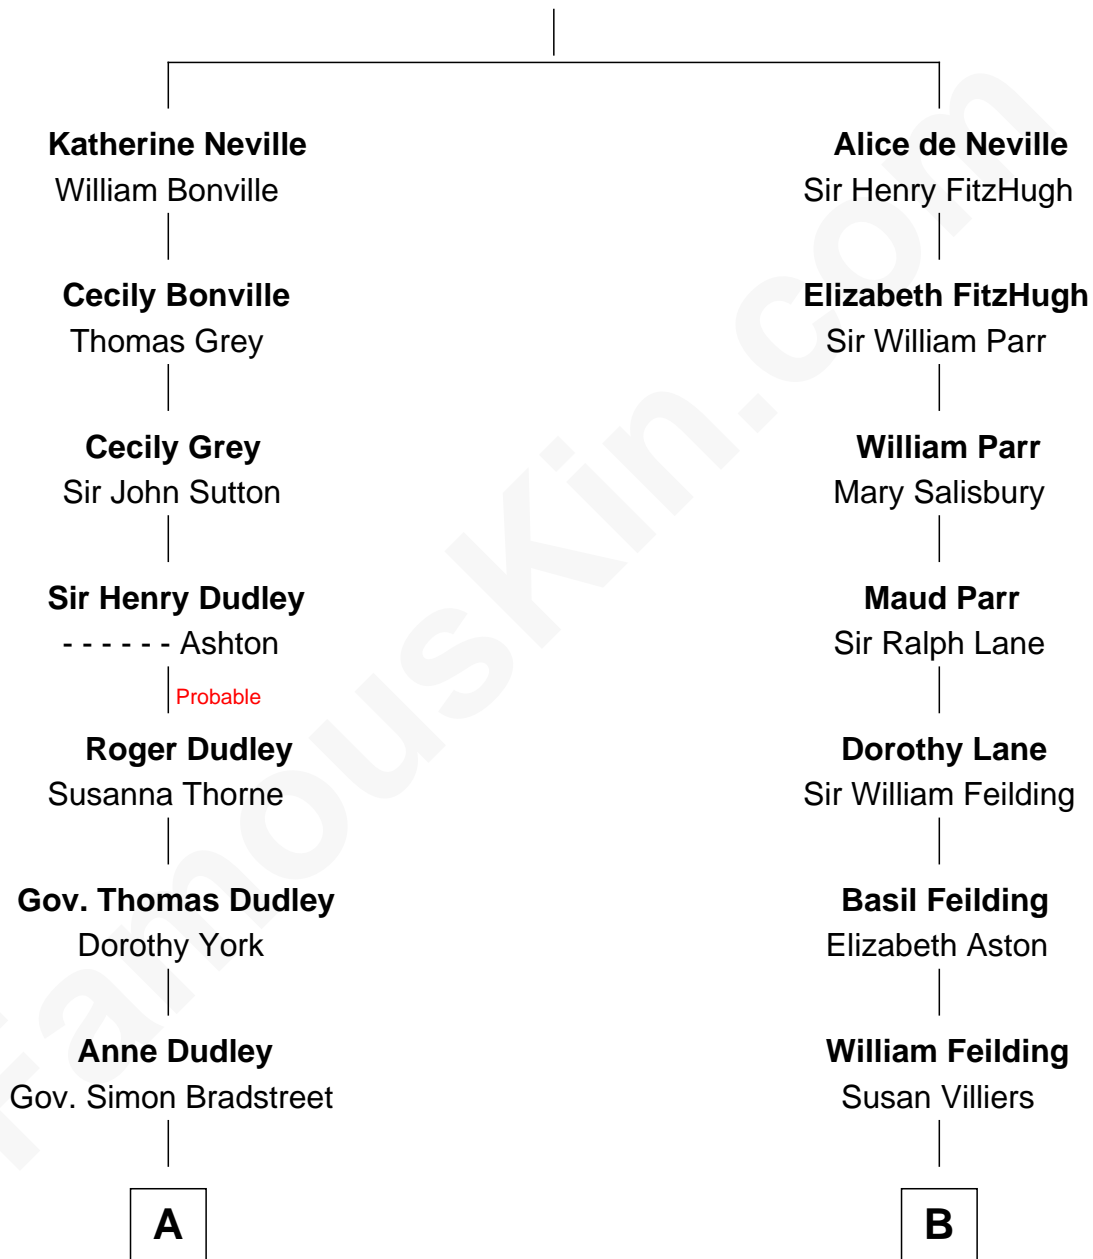 Katherine Neville
William Bonville
Cecily Bonville
Thomas Grey
Cecily Grey
Sir John Sutton
Sir Henry Dudley
- - - - - - Ashton
Probable
Roger Dudley
Susanna Thorne
Gov. Thomas Dudley
Dorothy York
Anne Dudley
Gov. Simon Bradstreet
A
Alice de Neville
Sir Henry FitzHugh
Elizabeth FitzHugh
Sir William Parr
William Parr
Mary Salisbury
Maud Parr
Sir Ralph Lane
Dorothy Lane
Sir William Feilding
Basil Feilding
Elizabeth Aston
William Feilding
Susan Villiers
B
FamousKin.com